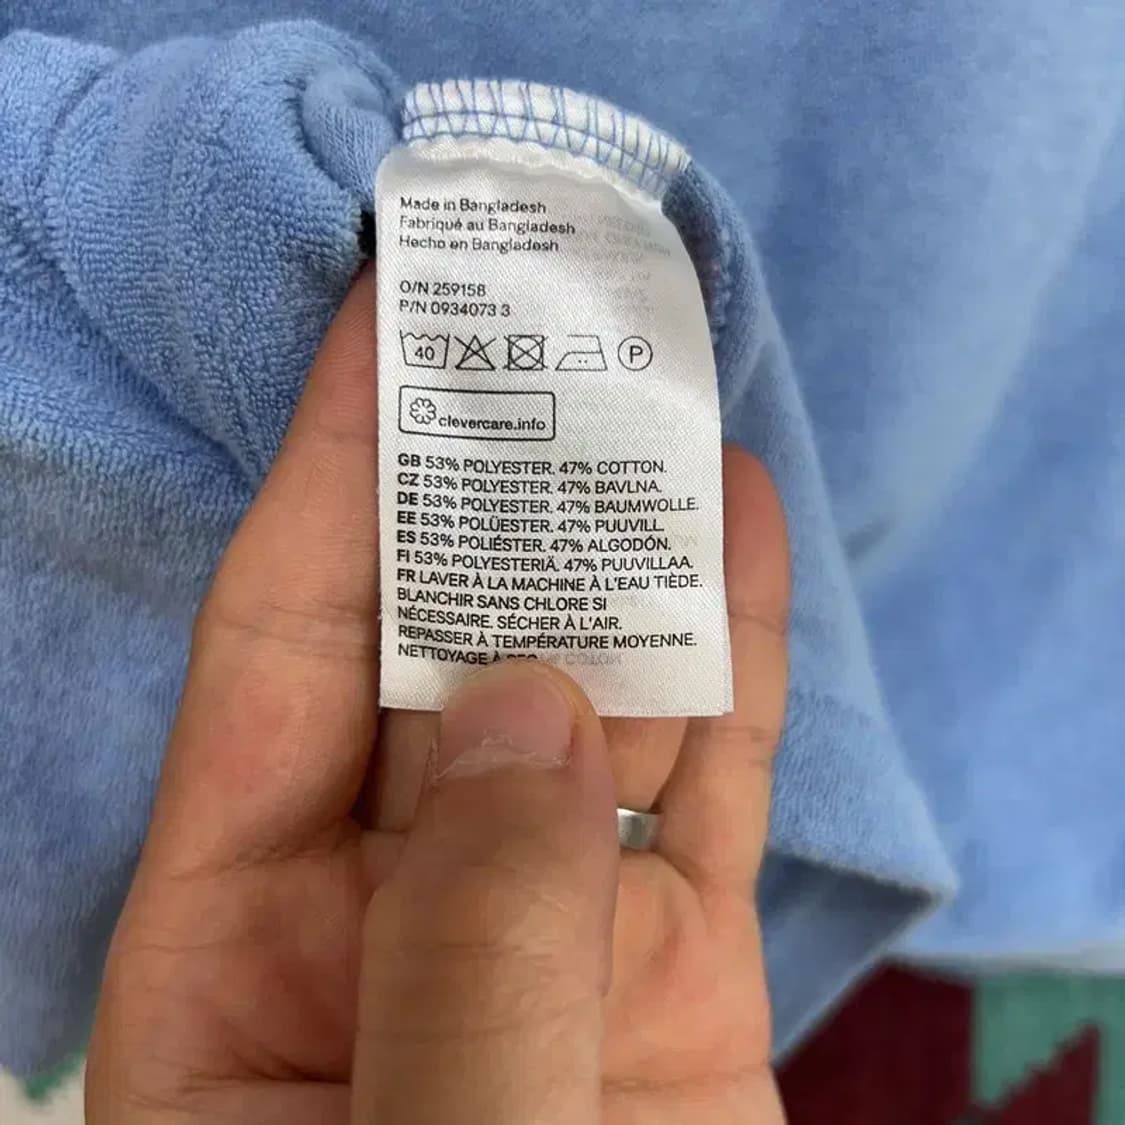 Made in Bangladesh
Fabriqué au Bangladesh
Hecho en Bangladesh
O/N 259158
P/N 0934073 3
40
P
clevercare.info
GB 53% POLYESTER. 47% COTTON.
CZ 53% POLYESTER. 47% BAVLNA.
DE 53% POLYESTER. 47% BAUMWOLLE.
EE 53% POLÜESTER. 47% PUUVILL.
ES 53% POLIÉSTER. 47% ALGODÓN.
FI 53% POLYESTERIÄ. 47% PUUVILLAA.
FR LAVER À LA MACHINE À L'EAU TIÈDE.
BLANCHIR SANS CHLORE SI
NÉCESSAIRE. SÉCHER À L'AIR.
REPASSER À TEMPÉRATURE MOYENNE.
NETTOYAGE À